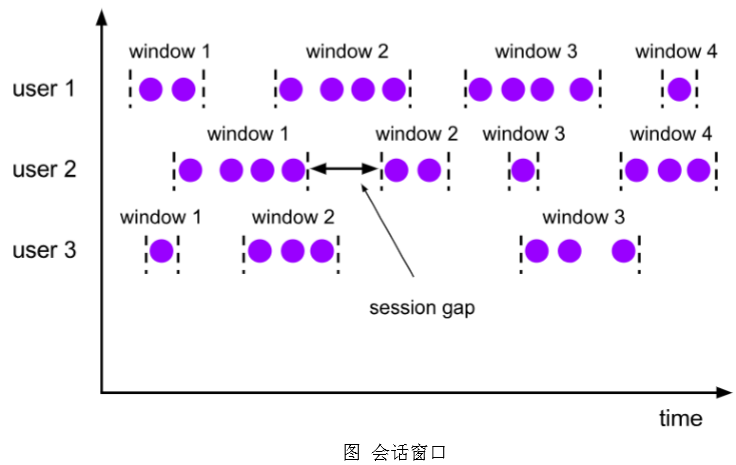 window 1 window 2 window 3 window 4
user 1
window 1 window 2 window 3 window 4
user 2
window 1 window 2 window 3
user 3
session gap
time
图 会话窗口